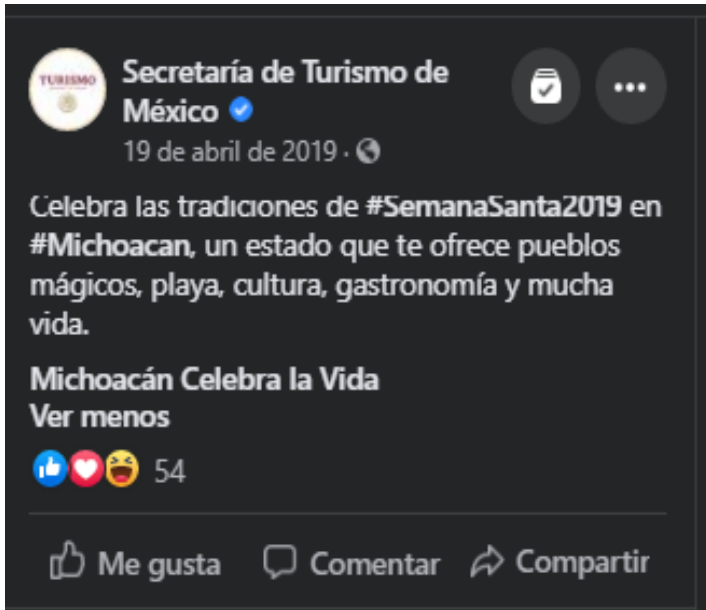 TURISMO
Secretaría de Turismo de
México
19 de abril de 2019 ·
Celebra las tradiciones de #SemanaSanta2019 en
#Michoacan, un estado que te ofrece pueblos
mágicos, playa, cultura, gastronomía y mucha
vida.
Michoacán Celebra la Vida
Ver menos
54
Me gusta Comentar Compartir